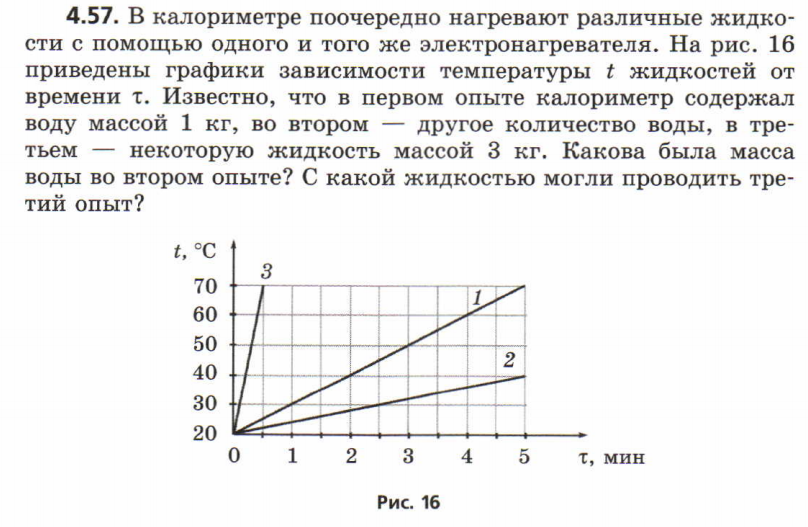 4.57. В калориметре поочередно нагревают различные жидко-
сти с помощью одного и того же электронагревателя. На рис. 16
приведены графики зависимости температуры t жидкостей от
времени τ. Известно, что в первом опыте калориметр содержал
воду массой 1 кг, во втором — другое количество воды, в тре-
тьем — некоторую жидкость массой 3 кг. Какова была масса
воды во втором опыте? С какой жидкостью могли проводить тре-
тий опыт?
t, °C
3
70
1
60
50
2
40
30
20
0 1 2 3 4 5 τ, мин
Рис. 16